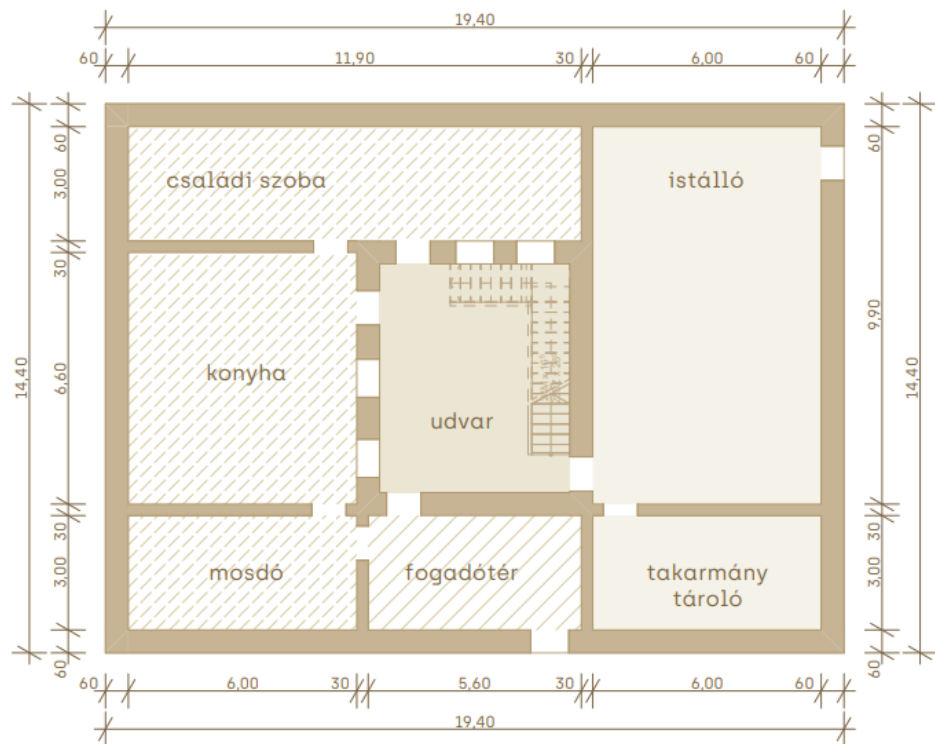 19,40
60 11,90 30 6,00 60
60
3,00
30
6,60
30
3,00
60
14,40
családi szoba
istálló
konyha
udvar
mosdó
fogadótér
takarmány
tároló
60
9,90
30
3,00
60
14,40
60 6,00 30 5,60 30 6,00 60
19,40